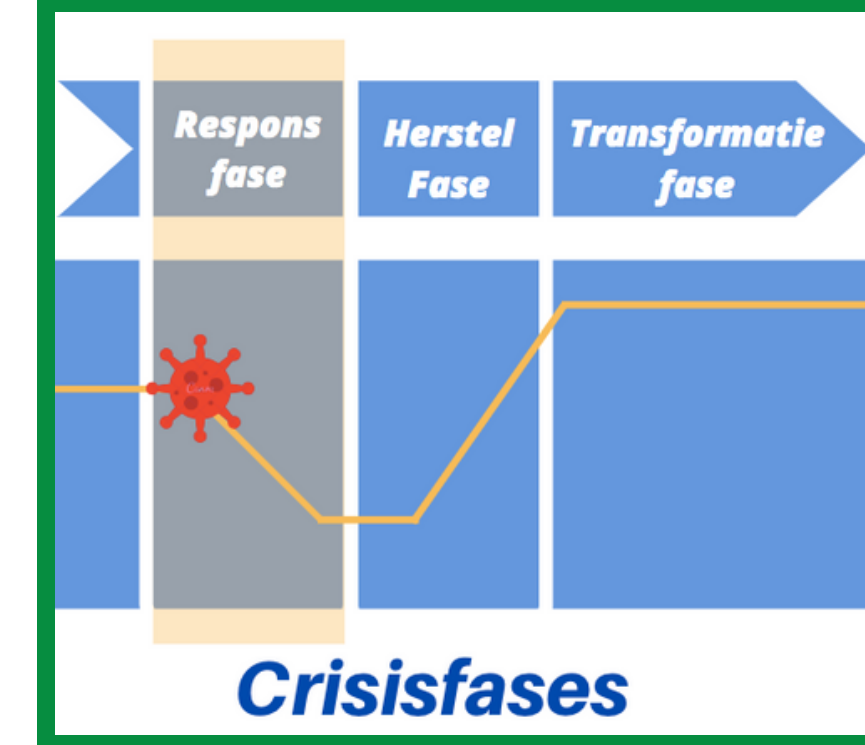 Respons
fase
Herstel
Fase
Transformatie
fase
Crisisfases